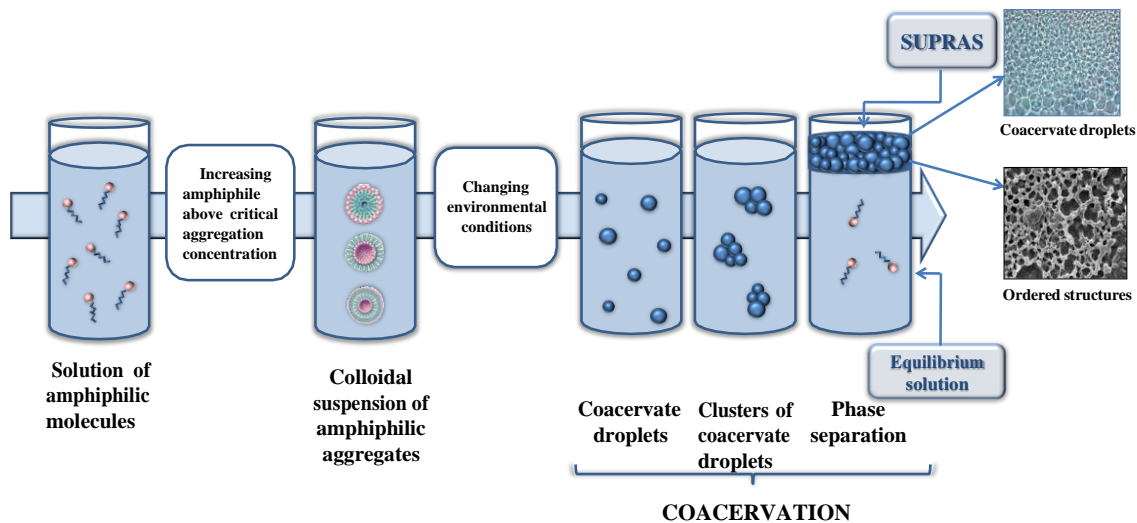 SUPRAS
Coacervate droplets
Increasing
amphiphile
above critical
aggregation
concentration
Changing
environmental
conditions
Ordered structures
Solution of
amphiphilic
molecules
Colloidal
suspension of
amphiphilic
aggregates
Coacervate
droplets
Clusters of
coacervate
droplets
Phase
separation
Equilibrium
solution
COACERVATION